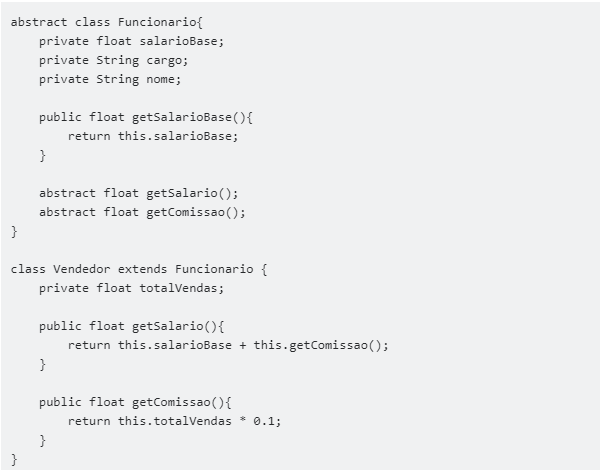 abstract class Funcionario{
    private float salarioBase;
    private String cargo;
    private String nome;

    public float getSalarioBase(){
        return this.salarioBase;
    }

    abstract float getSalario();
    abstract float getComissao();
}

class Vendedor extends Funcionario {
    private float totalVendas;

    public float getSalario(){
        return this.salarioBase + this.getComissao();
    }

    public float getComissao(){
        return this.totalVendas * 0.1;
    }
}